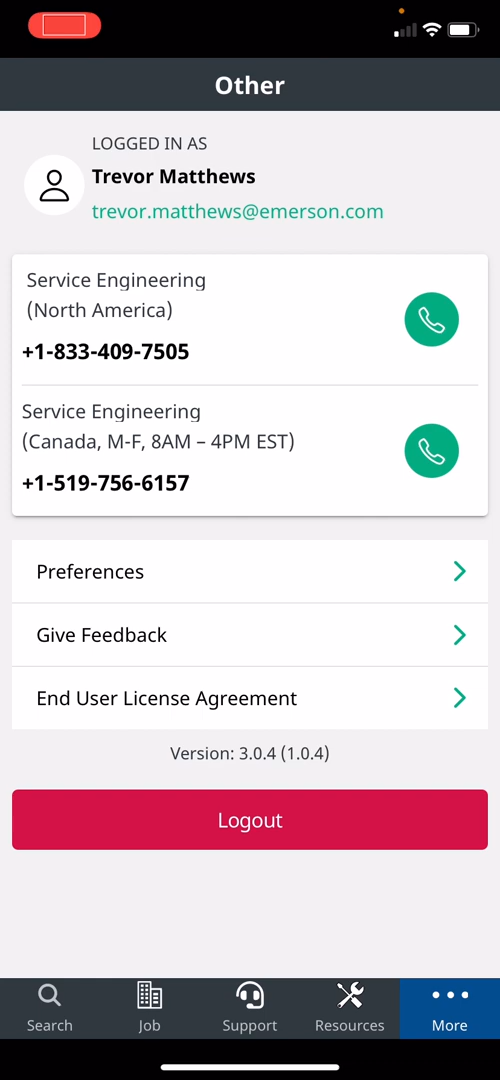 Other
LOGGED IN AS
Trevor Matthews
trevor.matthews@emerson.com
Service Engineering
(North America)
+1-833-409-7505
Service Engineering
(Canada, M-F, 8AM – 4PM EST)
+1-519-756-6157
Preferences
Give Feedback
End User License Agreement
Version: 3.0.4 (1.0.4)
Logout
Search Job Support Resources More